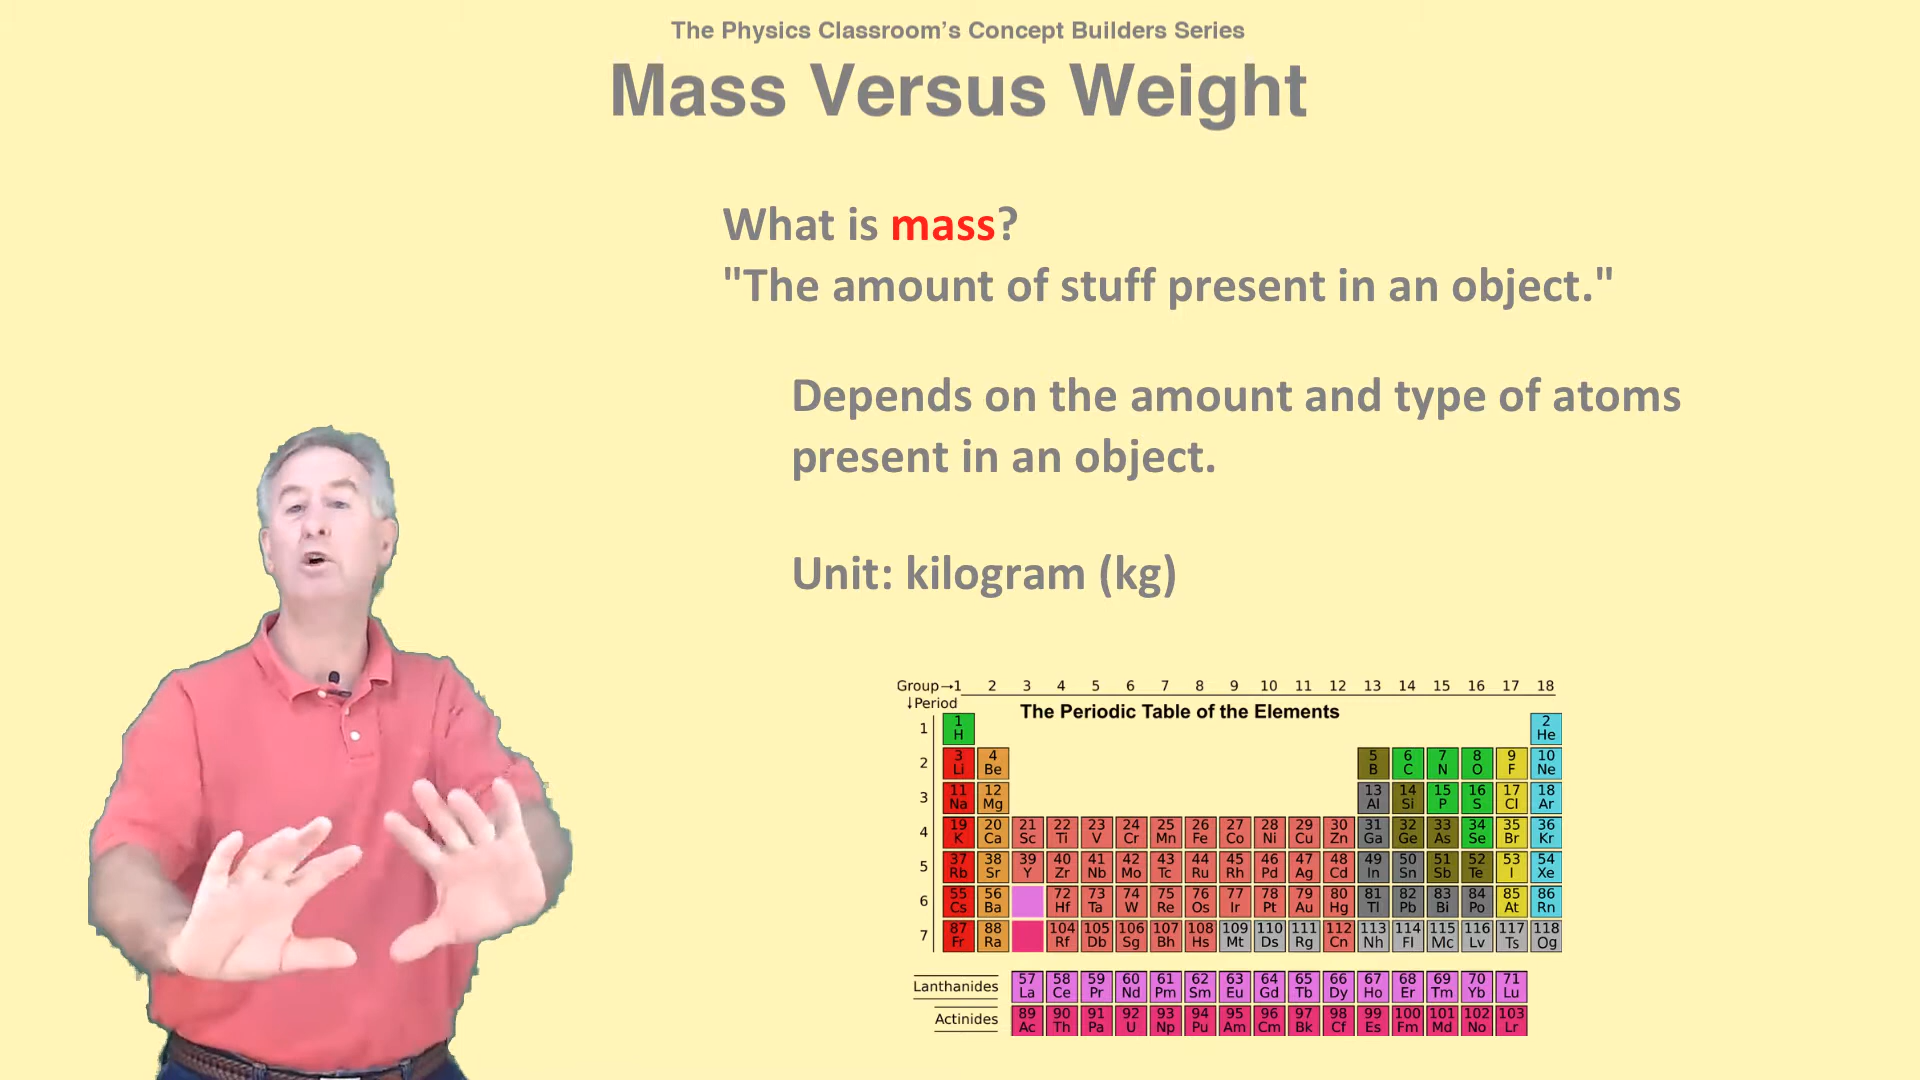 The Physics Classroom's Concept Builders Series
Mass Versus Weight
What is mass?
"The amount of stuff present in an object."
Depends on the amount and type of atoms
present in an object.
Unit: kilogram (kg)
Group→1 2 3 4 5 6 7 8 9 10 11 12 13 14 15 16 17 18
↓Period
The Periodic Table of the Elements
1 1 2
H He
2 3 4 5 6 7 8 9 10
Li Be B C N O F Ne
3 11 12 13 14 15 16 17 18
Na Mg Al Si P S Cl Ar
4 19 20 21 22 23 24 25 26 27 28 29 30 31 32 33 34 35 36
K Ca Sc Ti V Cr Mn Fe Co Ni Cu Zn Ga Ge As Se Br Kr
5 37 38 39 40 41 42 43 44 45 46 47 48 49 50 51 52 53 54
Rb Sr Y Zr Nb Mo Tc Ru Rh Pd Ag Cd In Sn Sb Te I Xe
6 55 56 72 73 74 75 76 77 78 79 80 81 82 83 84 85 86
Cs Ba Hf Ta W Re Os Ir Pt Au Hg Tl Pb Bi Po At Rn
7 87 88 104 105 106 107 108 109 110 111 112 113 114 115 116 117 118
Fr Ra Rf Db Sg Bh Hs Mt Ds Rg Cn Nh Fl Mc Lv Ts Og
Lanthanides 57 58 59 60 61 62 63 64 65 66 67 68 69 70 71
La Ce Pr Nd Pm Sm Eu Gd Tb Dy Ho Er Tm Yb Lu
Actinides 89 90 91 92 93 94 95 96 97 98 99 100 101 102 103
Ac Th Pa U Np Pu Am Cm Bk Cf Es Fm Md No Lr